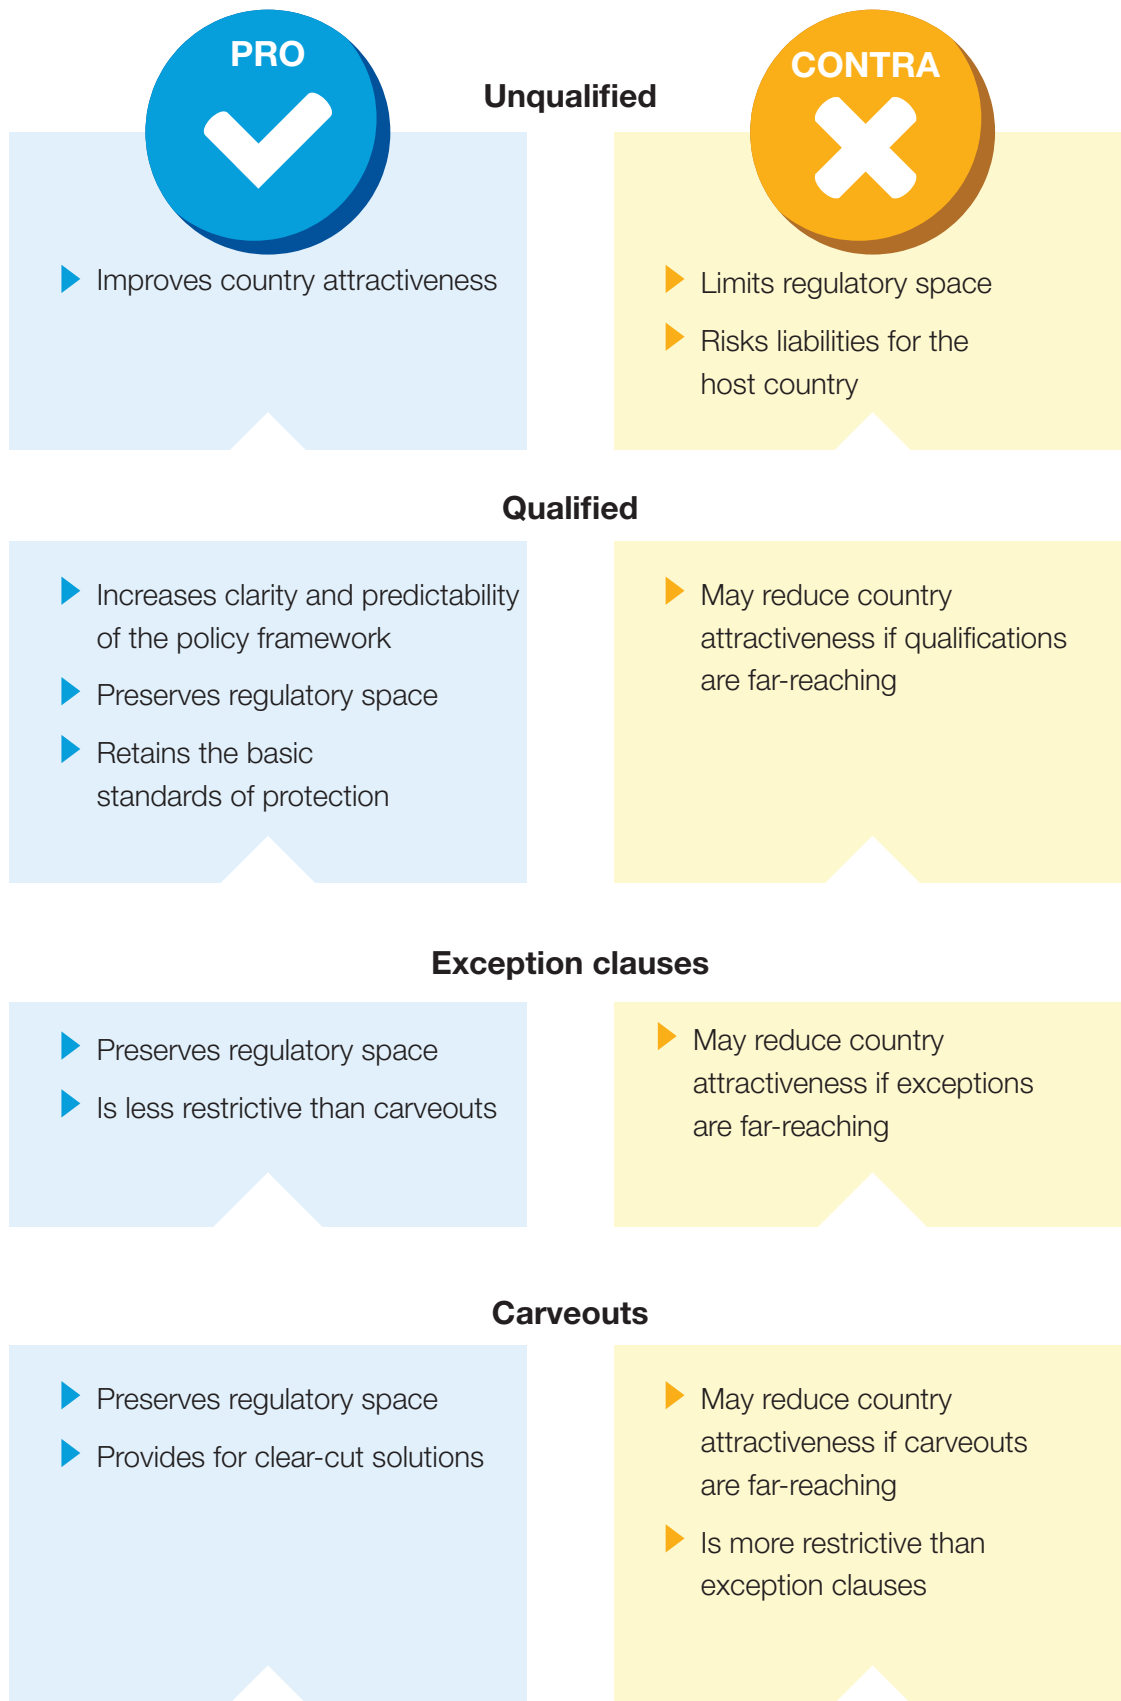 PRO
CONTRA
Unqualified
Improves country attractiveness
Limits regulatory space
Risks liabilities for the
host country
Qualified
Increases clarity and predictability
of the policy framework
Preserves regulatory space
Retains the basic
standards of protection
May reduce country
attractiveness if qualifications
are far-reaching
Exception clauses
Preserves regulatory space
Is less restrictive than carveouts
May reduce country
attractiveness if exceptions
are far-reaching
Carveouts
Preserves regulatory space
Provides for clear-cut solutions
May reduce country
attractiveness if carveouts
are far-reaching
Is more restrictive than
exception clauses